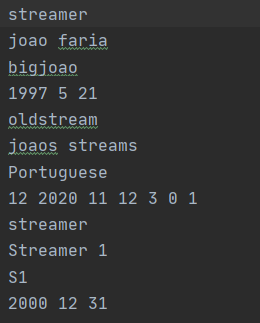 streamer
joao faria
bigjoao
1997 5 21
oldstream
joaos streams
Portuguese
12 2020 11 12 3 0 1
streamer
Streamer 1
S1
2000 12 31